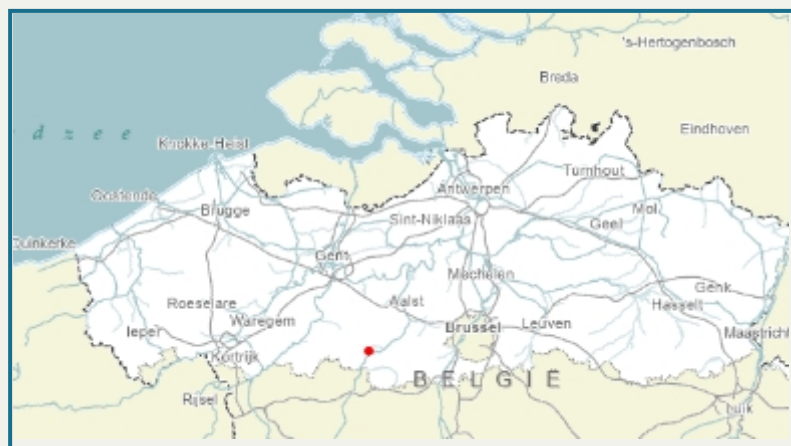 's-Hertogenbosch
Breda
Eindhoven
d z e e
Knokke-Heist
Turnhout
Antwerpen
Oostende
Mol
Brugge
Sint-Niklaas
Geel
Duinkerke
Gent
Mechelen
Genk
Roeselare
Aalst
Hasselt
Waregem
Ieper
Brussel
Leuven
Maastricht
Kortrijk
BELGIË
Rijsel
Luik